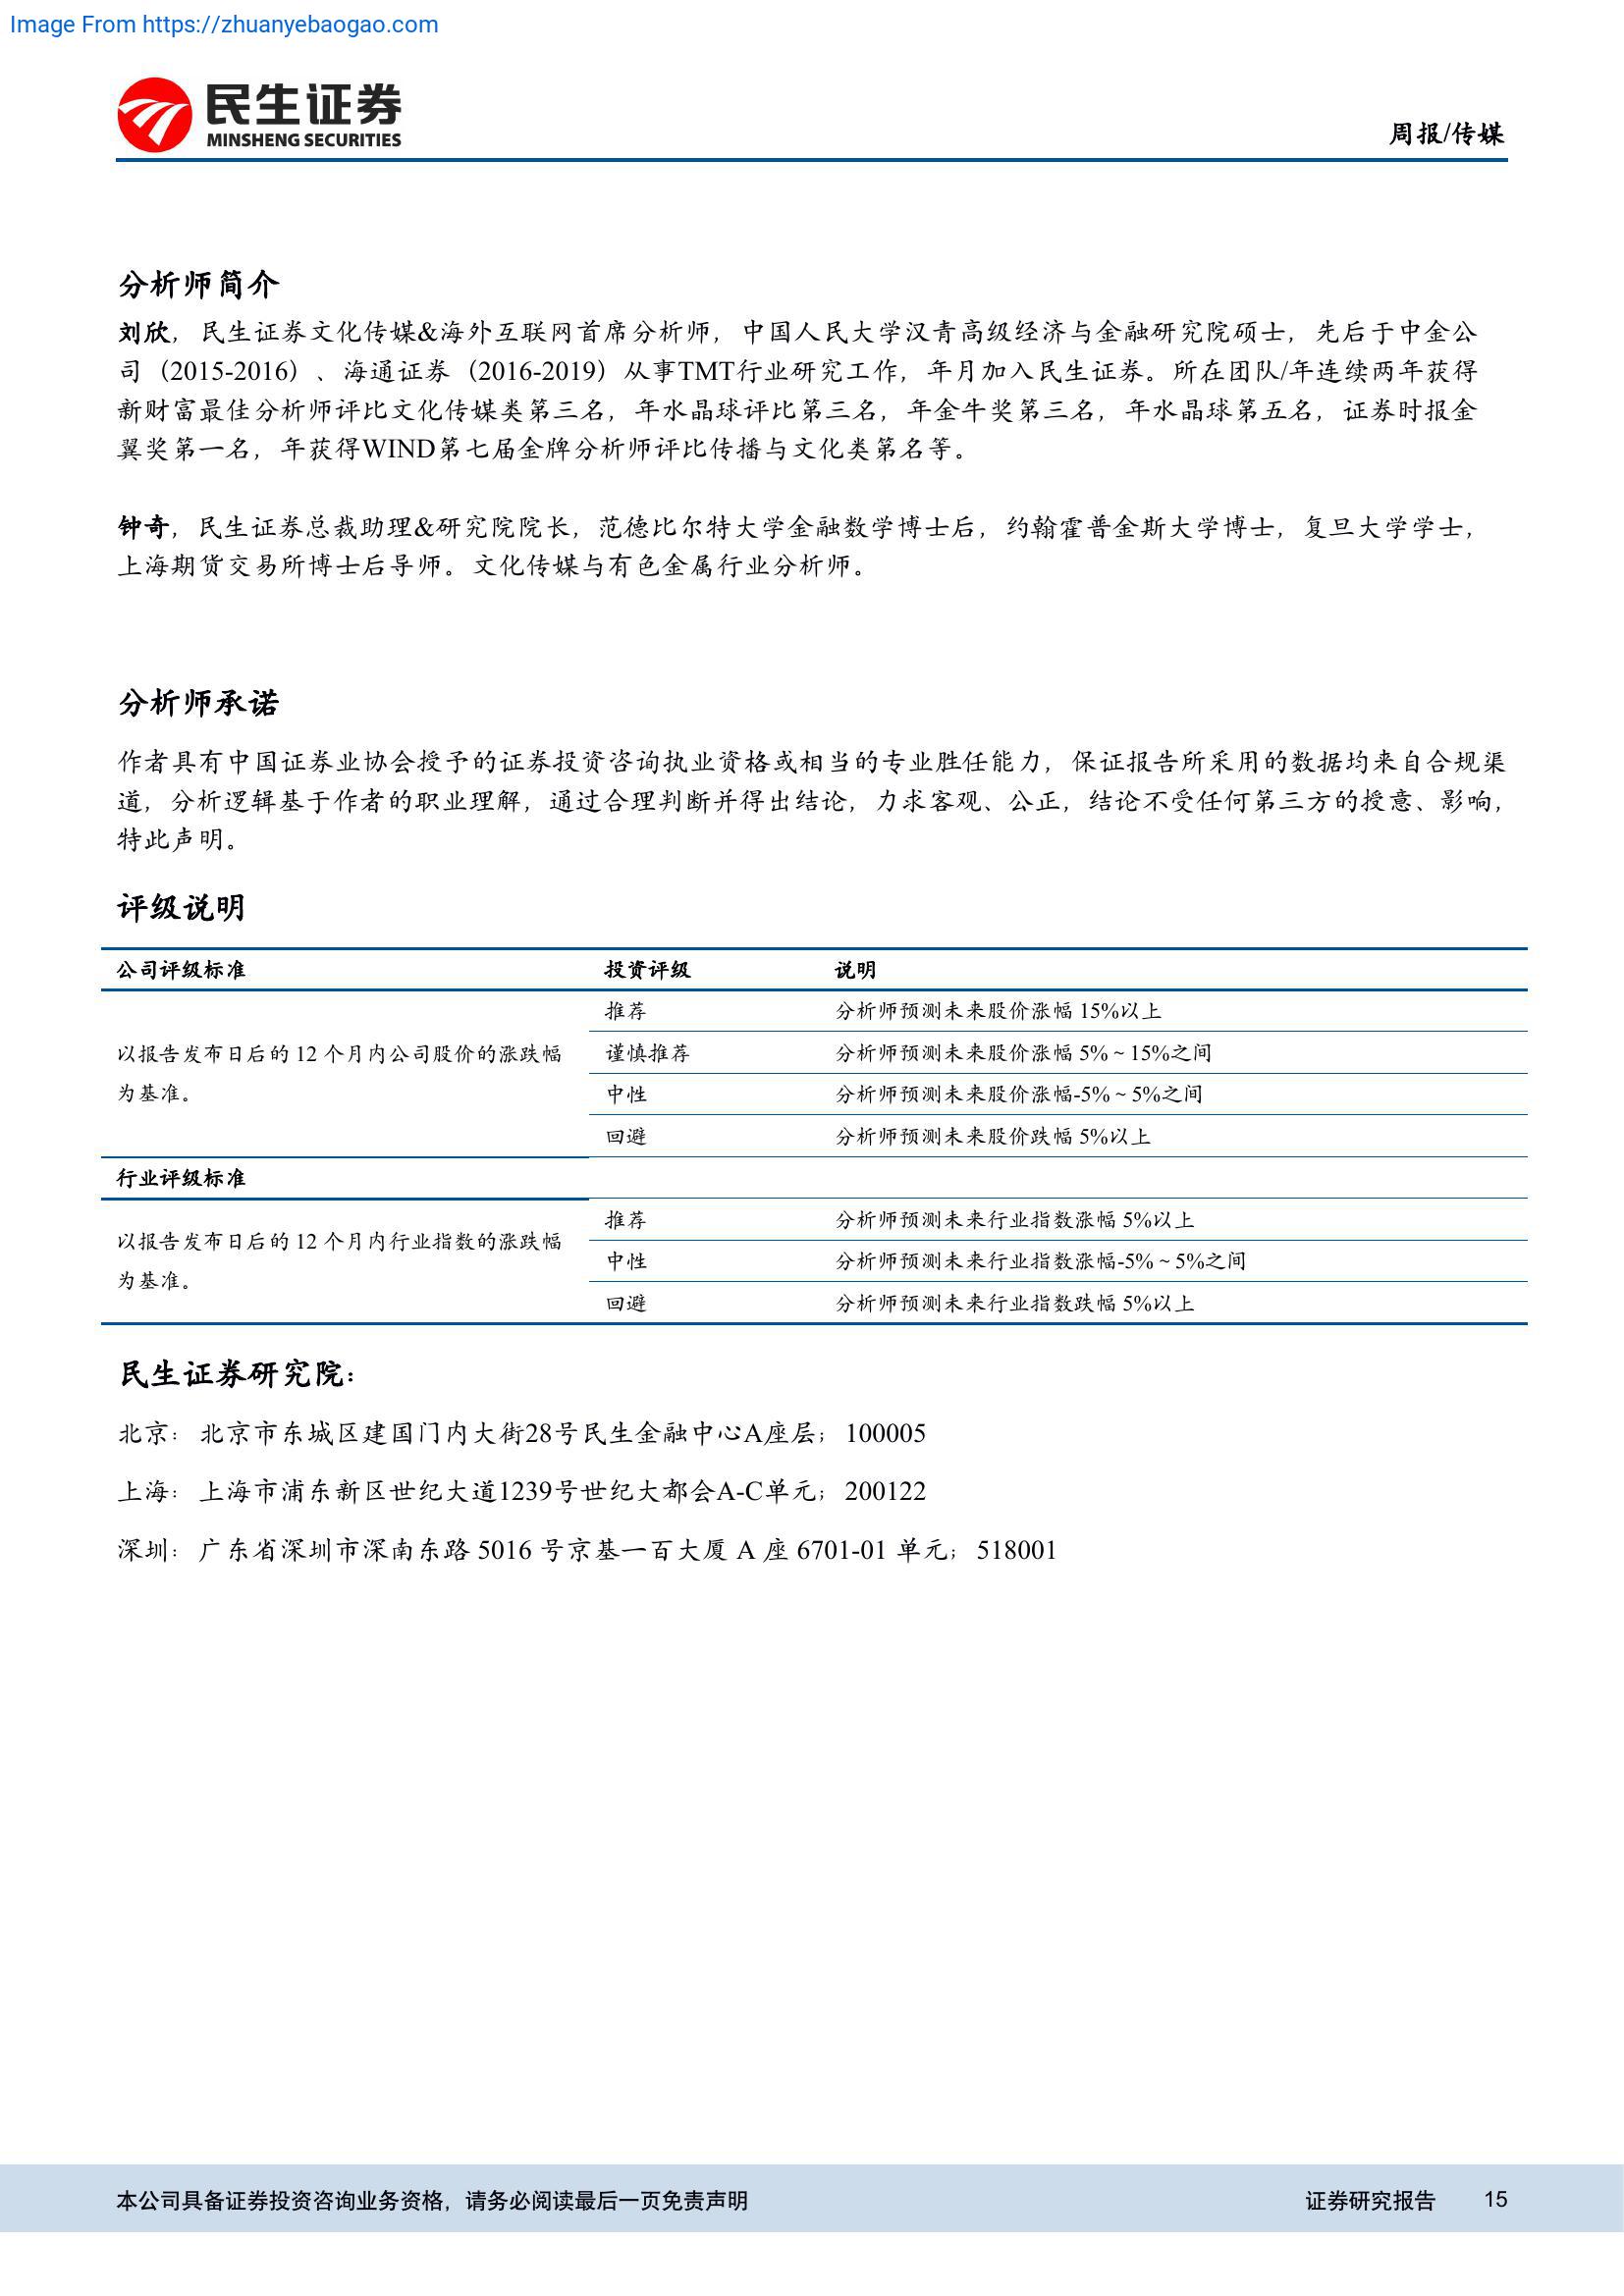 Image From https://zhuanyebaogao.com
民生证券
MINSHENG SECURITIES
周报/传媒
分析师简介
刘欣，民生证券文化传媒&海外互联网首席分析师，中国人民大学汉青高级经济与金融研究院硕士，先后于中金公
司（2015-2016）、海通证券（2016-2019）从事TMT行业研究工作，年月加入民生证券。所在团队/年连续两年获得
新财富最佳分析师评比文化传媒类第三名，年水晶球评比第三名，年金牛奖第三名，年水晶球第五名，证券时报金
翼奖第一名，年获得WIND第七届金牌分析师评比传播与文化类第名等。
钟奇，民生证券总裁助理&研究院院长，范德比尔特大学金融数学博士后，约翰霍普金斯大学博士，复旦大学学士，
上海期货交易所博士后导师。文化传媒与有色金属行业分析师。
分析师承诺
作者具有中国证券业协会授予的证券投资咨询执业资格或相当的专业胜任能力，保证报告所采用的数据均来自合规渠
道，分析逻辑基于作者的职业理解，通过合理判断并得出结论，力求客观、公正，结论不受任何第三方的授意、影响，
特此声明。
评级说明
公司评级标准 投资评级 说明
推荐 分析师预测未来股价涨幅 15%以上
以报告发布日后的 12 个月内公司股价的涨跌幅 谨慎推荐 分析师预测未来股价涨幅 5%～15%之间
为基准。 中性 分析师预测未来股价涨幅-5%～5%之间
回避 分析师预测未来股价跌幅 5%以上
行业评级标准
推荐 分析师预测未来行业指数涨幅 5%以上
以报告发布日后的 12 个月内行业指数的涨跌幅 中性 分析师预测未来行业指数涨幅-5%～5%之间
为基准。
回避 分析师预测未来行业指数跌幅 5%以上
民生证券研究院：
北京：北京市东城区建国门内大街28号民生金融中心A座层；100005
上海：上海市浦东新区世纪大道1239号世纪大都会A-C单元；200122
深圳：广东省深圳市深南东路 5016 号京基一百大厦 A 座 6701-01 单元；518001
本公司具备证券投资咨询业务资格，请务必阅读最后一页免责声明 证券研究报告 15